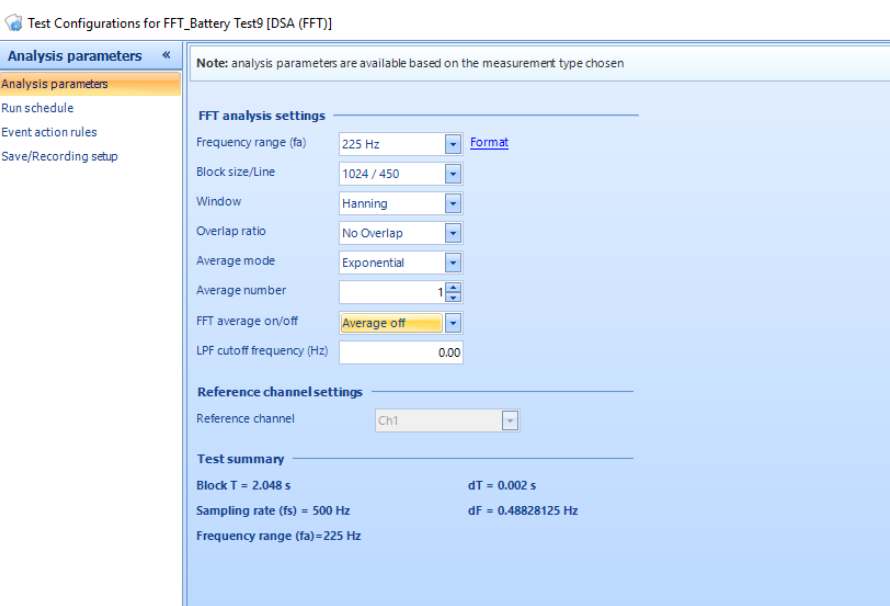 Test Configurations for FFT_Battery Test9 [DSA (FFT)]
Analysis parameters «
Analysis parameters
Run schedule
Event action rules
Save/Recording setup
Note: analysis parameters are available based on the measurement type chosen
FFT analysis settings
Frequency range (fa) 225 Hz Format
Block size/Line 1024 / 450
Window Hanning
Overlap ratio No Overlap
Average mode Exponential
Average number 1
FFT average on/off Average off
LPF cutoff frequency (Hz) 0.00
Reference channel settings
Reference channel Ch1
Test summary
Block T = 2.048 s dT = 0.002 s
Sampling rate (fs) = 500 Hz dF = 0.48828125 Hz
Frequency range (fa)=225 Hz